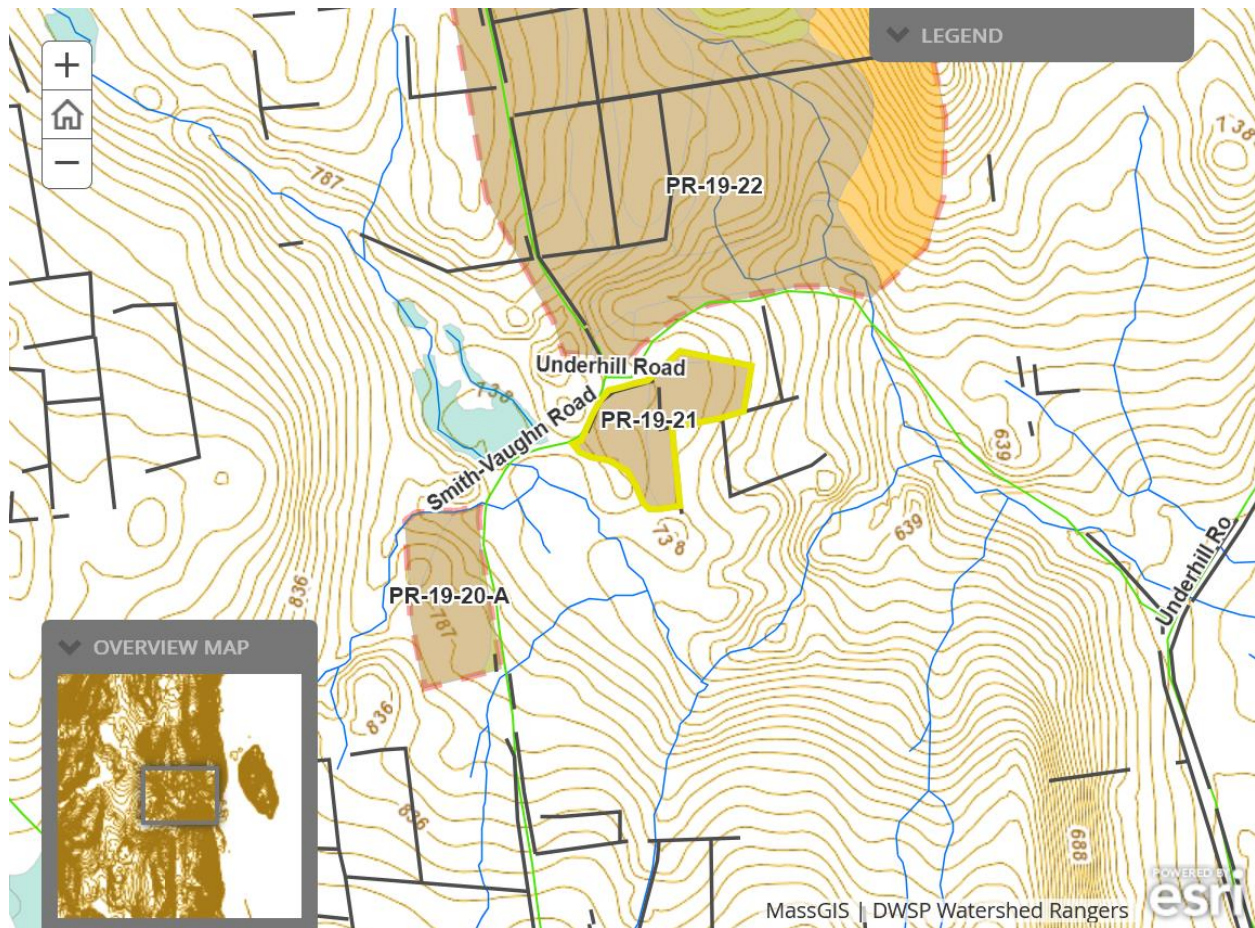 +
LEGEND
−
787
738
PR-19-22
Underhill Road
738
PR-19-21
Smith-Vaughn Road
639
738
639
836
PR-19-20-A
787
Underhill Ro
OVERVIEW MAP
836
836
688
POWERED BY
esri
MassGIS | DWSP Watershed Rangers